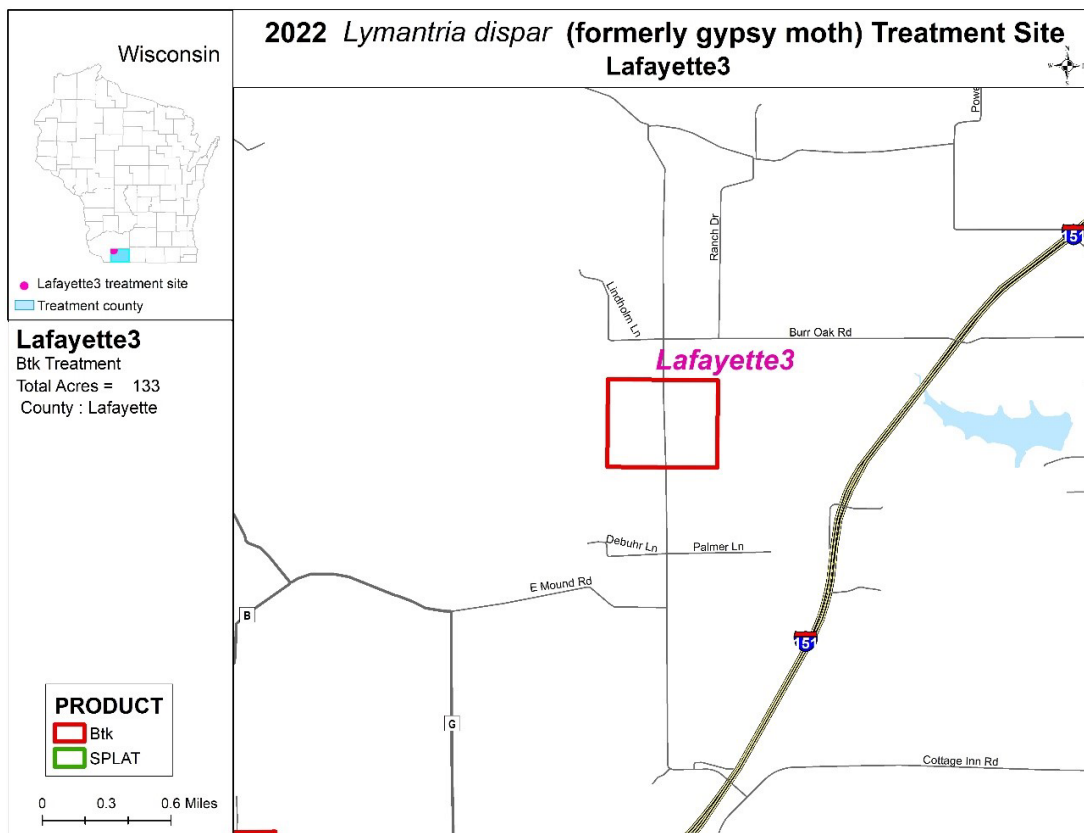 2022 Lymantria dispar (formerly gypsy moth) Treatment Site
Lafayette3
N
W
E
S
Wisconsin
Lafayette3 treatment site
Treatment county
Lafayette3
Btk Treatment
Total Acres = 133
County : Lafayette
PRODUCT
Btk
SPLAT
0 0.3 0.6 Miles
Powe
151
Ranch Dr
Lindholm Ln
Burr Oak Rd
Lafayette3
Debuhr Ln
Palmer Ln
E Mound Rd
B
151
G
Cottage Inn Rd